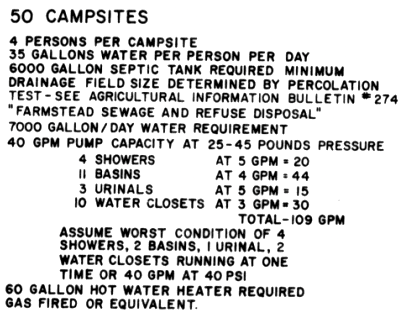 50 CAMPSITES
4 PERSONS PER CAMPSITE
35 GALLONS WATER PER PERSON PER DAY
6000 GALLON SEPTIC TANK REQUIRED MINIMUM
DRAINAGE FIELD SIZE DETERMINED BY PERCOLATION
TEST - SEE AGRICULTURAL INFORMATION BULLETIN #274
"FARMSTEAD SEWAGE AND REFUSE DISPOSAL"
7000 GALLON/DAY WATER REQUIREMENT
40 GPM PUMP CAPACITY AT 25-45 POUNDS PRESSURE
4 SHOWERS AT 5 GPM = 20
11 BASINS AT 4 GPM = 44
3 URINALS AT 5 GPM = 15
10 WATER CLOSETS AT 3 GPM = 30
TOTAL-109 GPM
ASSUME WORST CONDITION OF 4
SHOWERS, 2 BASINS, 1 URINAL, 2
WATER CLOSETS RUNNING AT ONE
TIME OR 40 GPM AT 40 PSI
60 GALLON HOT WATER HEATER REQUIRED
GAS FIRED OR EQUIVALENT.